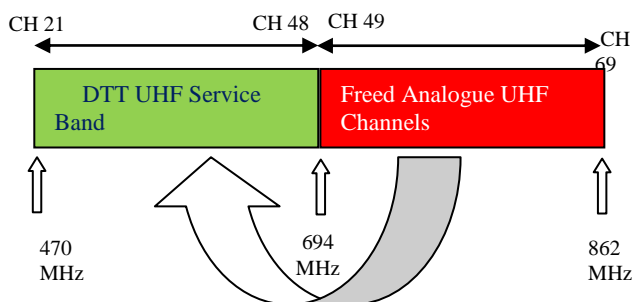 CH 21
CH 48
CH 49
CH
69
DTT UHF Service
Band
Freed Analogue UHF
Channels
470
MHz
694
MHz
862
MHz